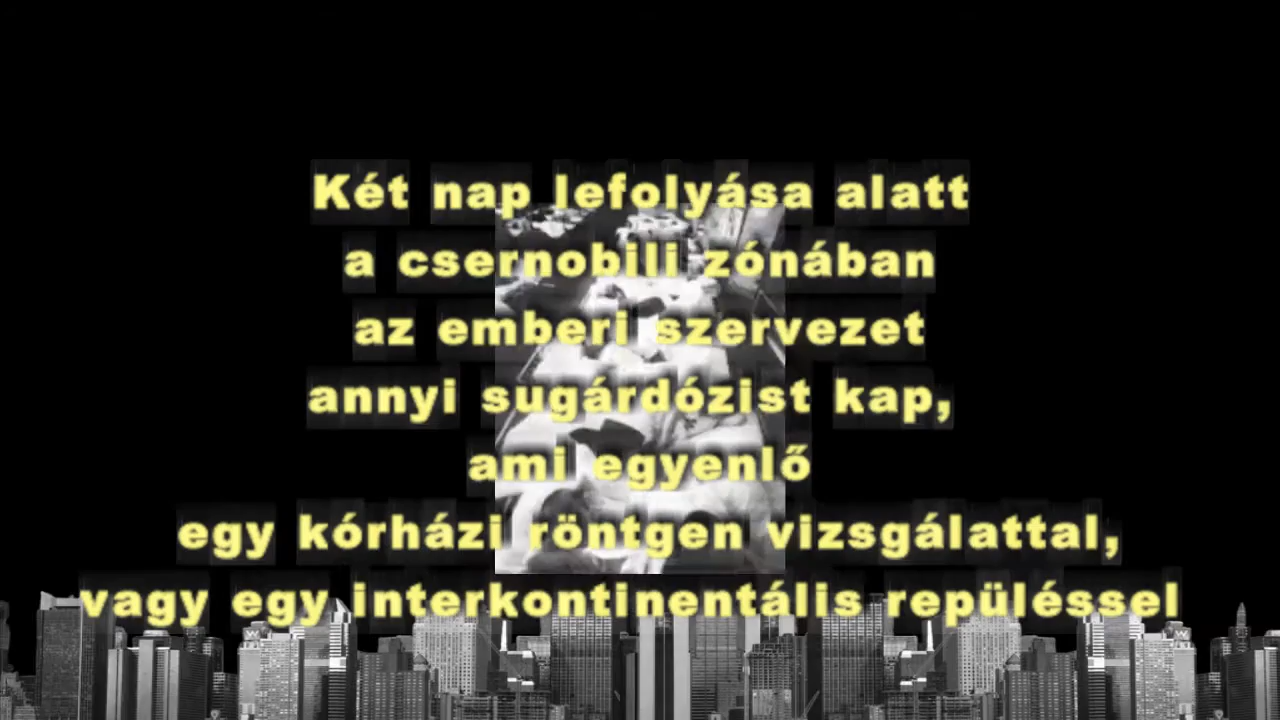 Két nap lefolyása alatt
a csernobili zónában
az emberi szervezet
annyi sugárdózist kap,
ami egyenlő
egy kórházi röntgen vizsgálattal,
vagy egy interkontinentális repüléssel